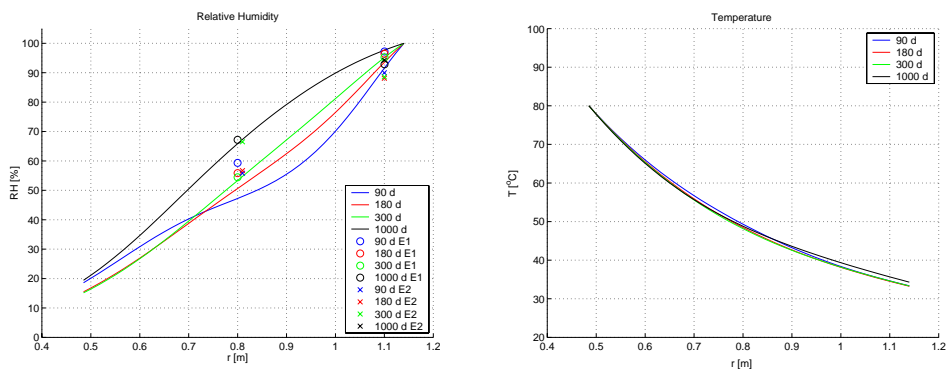 Relative Humidity
100
90
80
70
60
50
40
30
20
10
0
RH [%]
0.4
0.5
0.6
0.7
0.8
0.9
1
1.1
1.2
r [m]
90 d
180 d
300 d
1000 d
90 d E1
180 d E1
300 d E1
1000 d E1
90 d E2
180 d E2
300 d E2
1000 d E2
Temperature
100
90
80
70
60
50
40
30
20
T [°C]
0.4
0.5
0.6
0.7
0.8
0.9
1
1.1
1.2
r [m]
90 d
180 d
300 d
1000 d